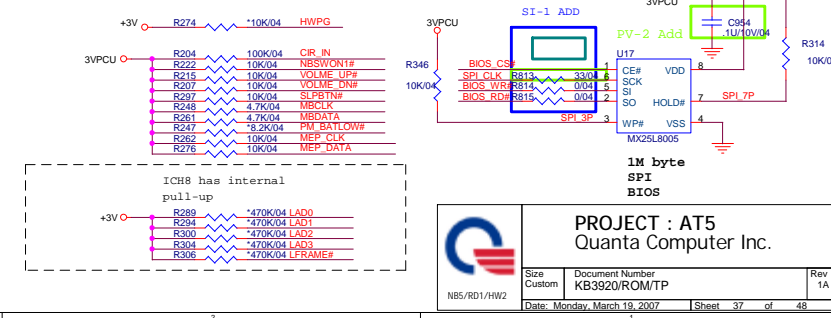 SI-1 ADD
3VPCU
+3V R274 *10K/04 HWPG
3VPCU
C954
.1U/10V/04
PV-2 Add
3VPCU
R204 100K/04 CIR_IN
R222 10K/04 NBSWON1#
R215 10K/04 VOLME_UP#
R207 10K/04 VOLME_DN#
R297 10K/04 SLPBTN#
R248 4.7K/04 MBCLK
R261 4.7K/04 MBDATA
R247 *8.2K/04 PM_BATLOW#
R262 10K/04 MEP_CLK
R276 10K/04 MEP_DATA
R346
10K/04
R314
10K/0
U17
BIOS_CS# 1 CE# VDD 8
SPI_CLK R813 33/04 6 SCK
BIOS_WR# R814 0/04 5 SI
BIOS_RD# R815 0/04 2 SO HOLD# 7 SPI_7P
SPI_3P 3 WP# VSS 4
MX25L8005
1M byte
SPI
BIOS
ICH8 has internal
pull-up
+3V
R289 *470K/04 LAD0
R294 *470K/04 LAD1
R300 *470K/04 LAD2
R304 *470K/04 LAD3
R306 *470K/04 LFRAME#
NB5/RD1/HW2
PROJECT : AT5
Quanta Computer Inc.
Size Document Number Rev
Custom KB3920/ROM/TP 1A
Date: Monday, March 19, 2007 Sheet 37 of 48
2 1